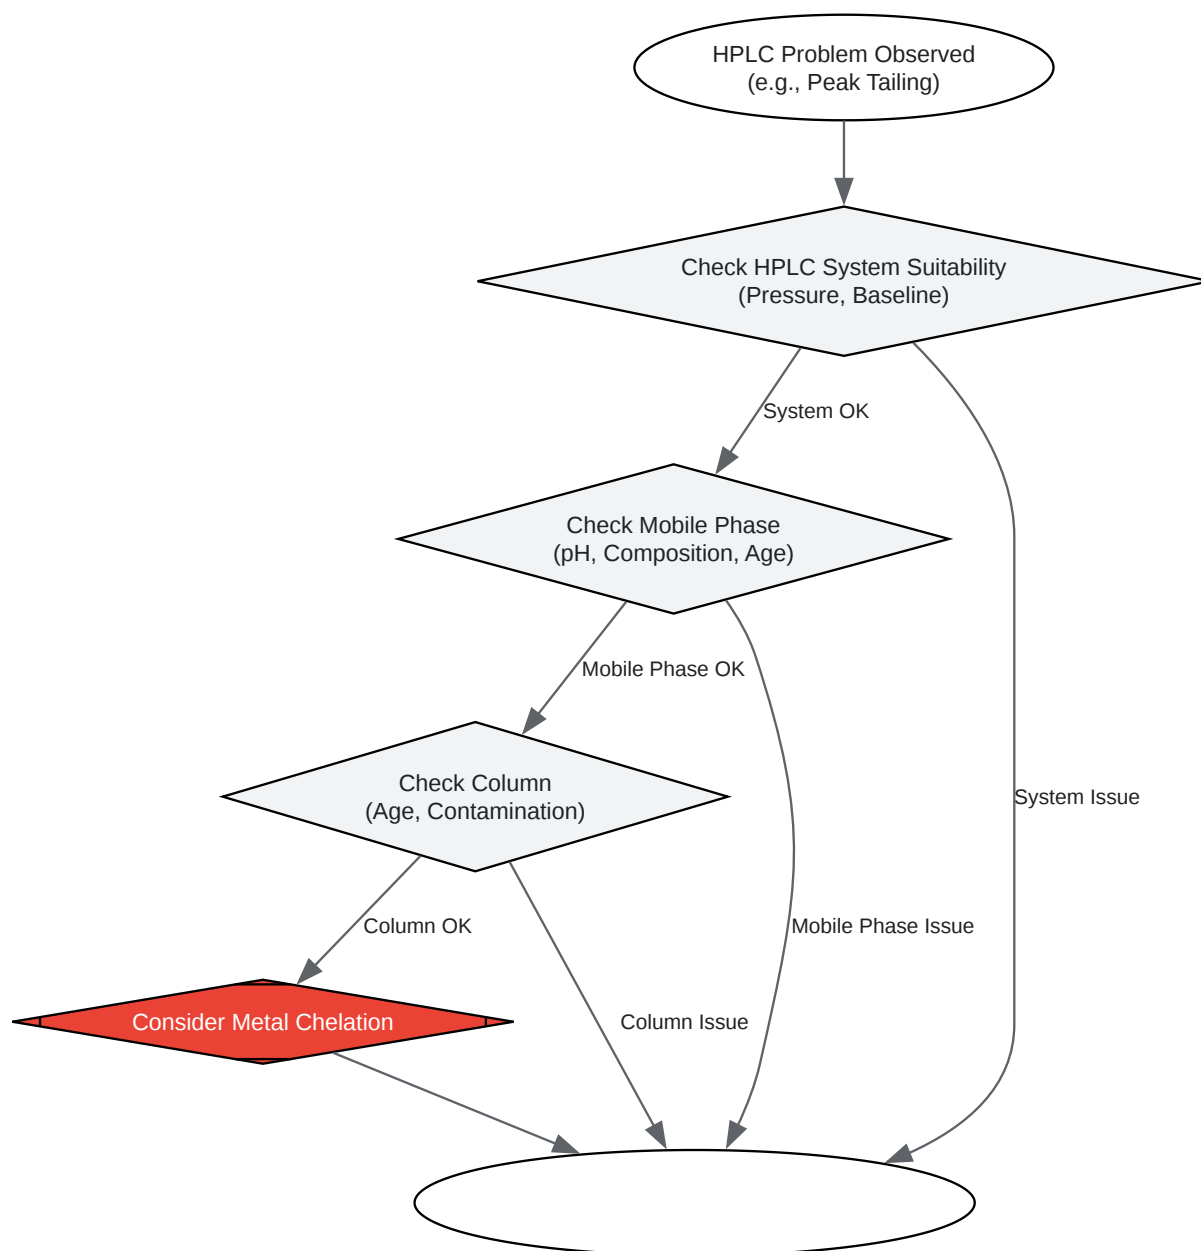 HPLC Problem Observed
(e.g., Peak Tailing)
Check HPLC System Suitability
(Pressure, Baseline)
System OK
Check Mobile Phase
(pH, Composition, Age)
Mobile Phase OK
Check Column
(Age, Contamination)
System Issue
Column OK
Mobile Phase Issue
Consider Metal Chelation
Column Issue